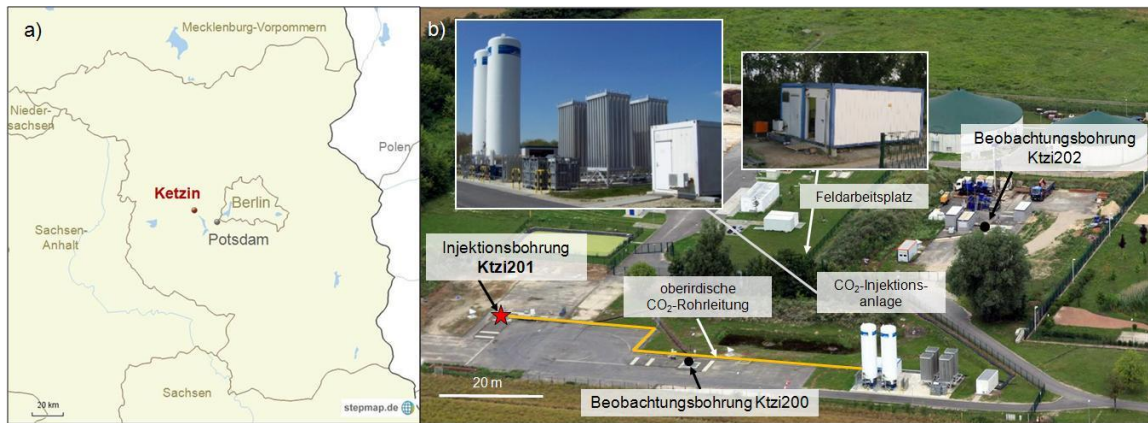 a)
Mecklenburg-Vorpommern
Nieder-
sachsen
Polen
Ketzin
Berlin
Potsdam
Sachsen-
Anhalt
Sachsen
20 km
stepmap.de
b)
Beobachtungsbohrung
Ktzi202
Feldarbeitsplatz
Injektionsbohrung
Ktzi201
oberirdische
CO₂-Rohrleitung
CO₂-Injektions-
anlage
20 m
Beobachtungsbohrung Ktzi200